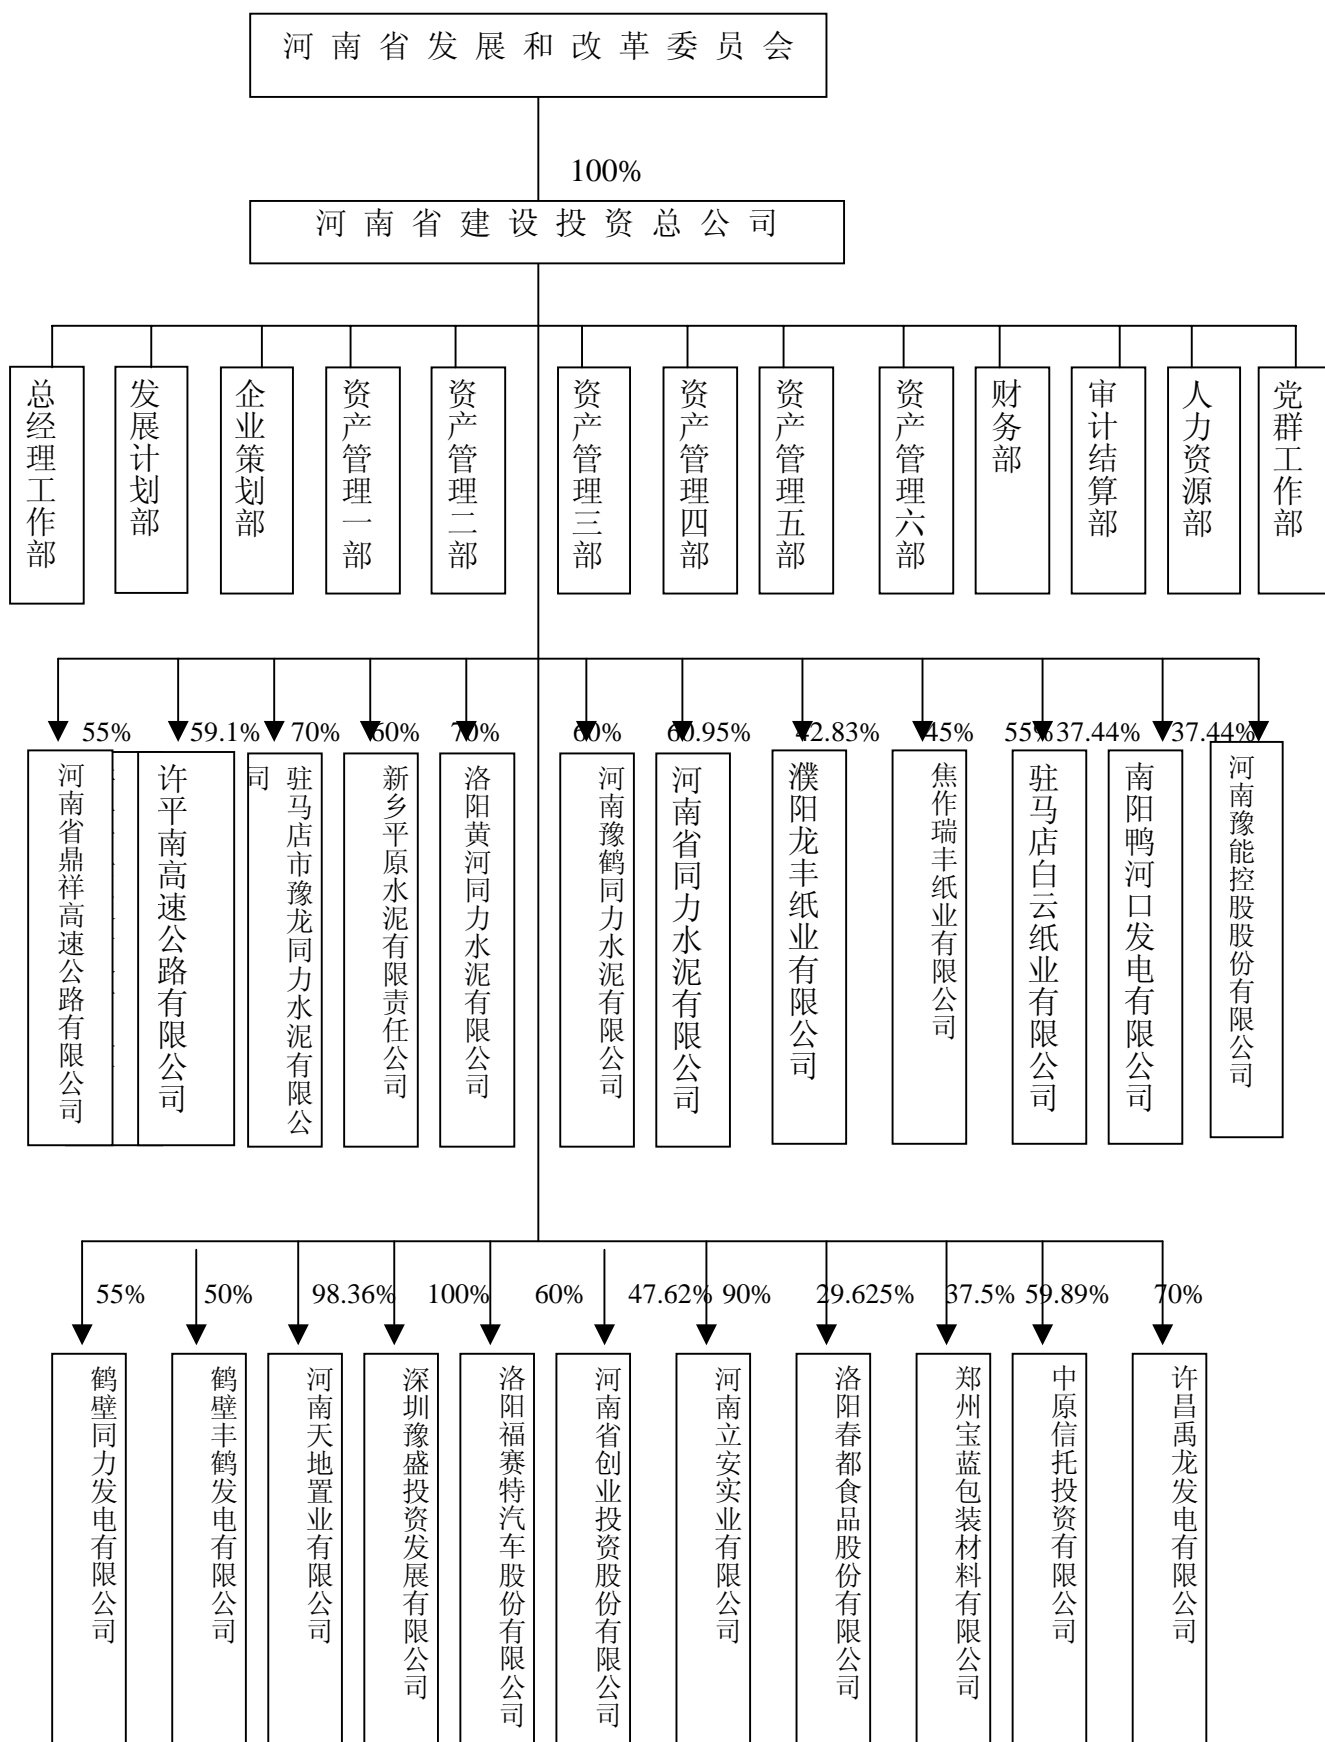 河南省发展和改革委员会
100%
河南省建设投资总公司
总经理工作部
发展计划部
企业策划部
资产管理一部
资产管理二部
资产管理三部
资产管理四部
资产管理五部
资产管理六部
财务部
审计结算部
人力资源部
党群工作部
55%
59.1%
70%
60%
70%
60%
60.95%
42.83%
45%
55%
37.44%
37.44%
河南省鼎祥高速公路有限公司
许平南高速公路有限公司
驻马店市豫龙同力水泥有限公
司
新乡平原水泥有限责任公司
洛阳黄河同力水泥有限公司
河南豫鹤同力水泥有限公司
河南省同力水泥有限公司
濮阳龙丰纸业有限公司
焦作瑞丰纸业有限公司
驻马店白云纸业有限公司
南阳鸭河口发电有限公司
河南豫能控股股份有限公司
55%
50%
98.36%
100%
60%
47.62%
90%
29.625%
37.5%
59.89%
70%
鹤壁同力发电有限公司
鹤壁丰鹤发电有限公司
河南天地置业有限公司
深圳豫盛投资发展有限公司
洛阳福赛特汽车股份有限公司
河南省创业投资股份有限公司
河南立安实业有限公司
洛阳春都食品股份有限公司
郑州宝蓝包装材料有限公司
中原信托投资有限公司
许昌禹龙发电有限公司